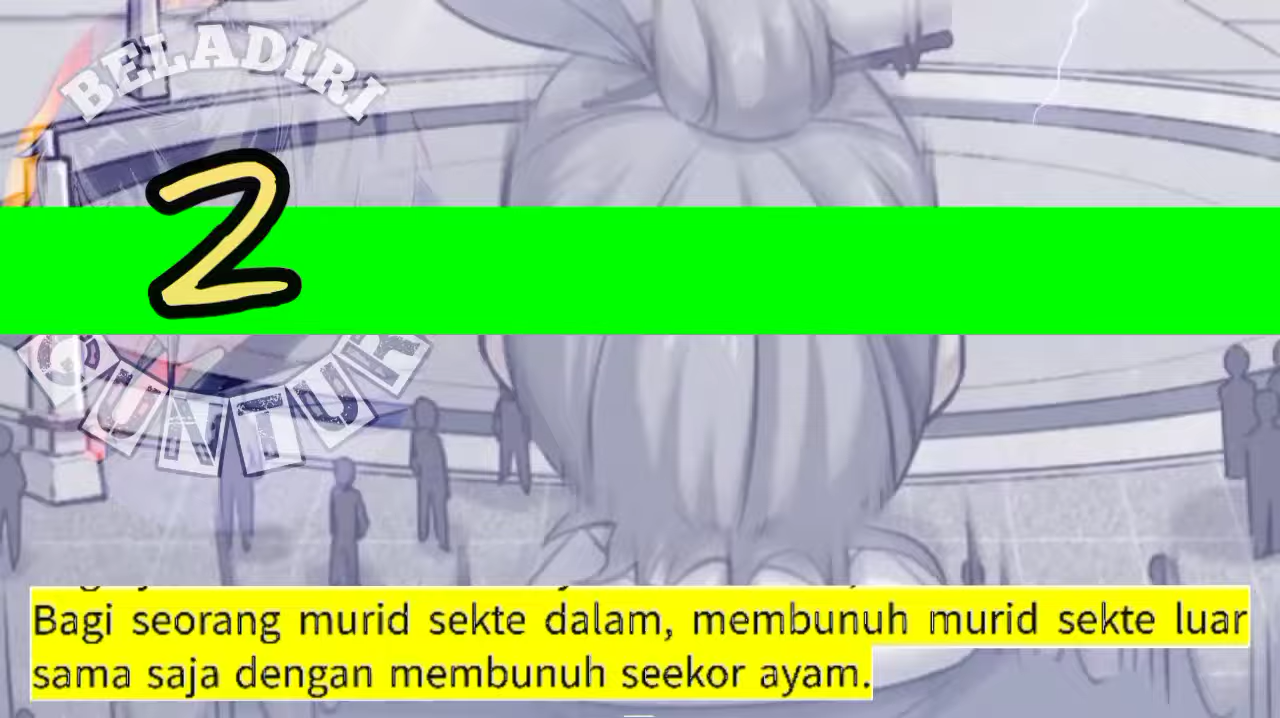 BELADIRI
2
GUNTUR
Bagi seorang murid sekte dalam, membunuh murid sekte luar
sama saja dengan membunuh seekor ayam.